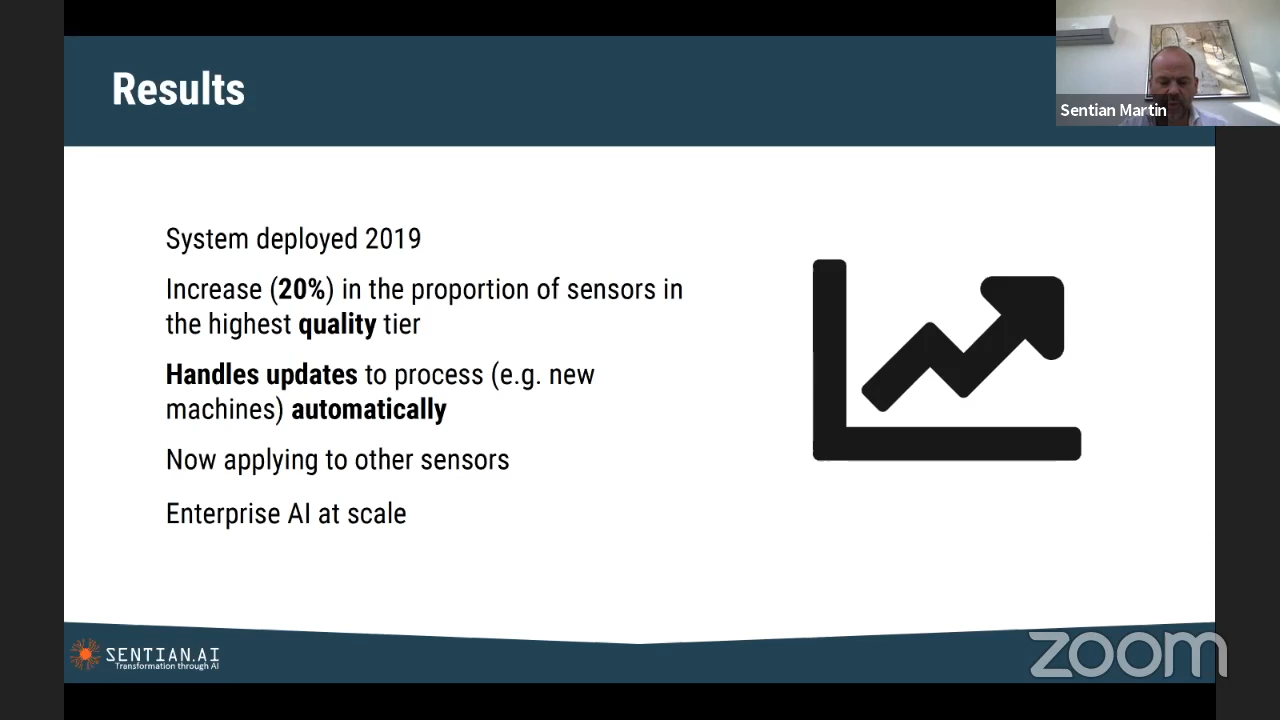 Results
Sentian Martin
System deployed 2019
Increase (20%) in the proportion of sensors in
the highest quality tier
Handles updates to process (e.g. new
machines) automatically
Now applying to other sensors
Enterprise AI at scale
SENTIAN.AI
Transformation through AI
zoom